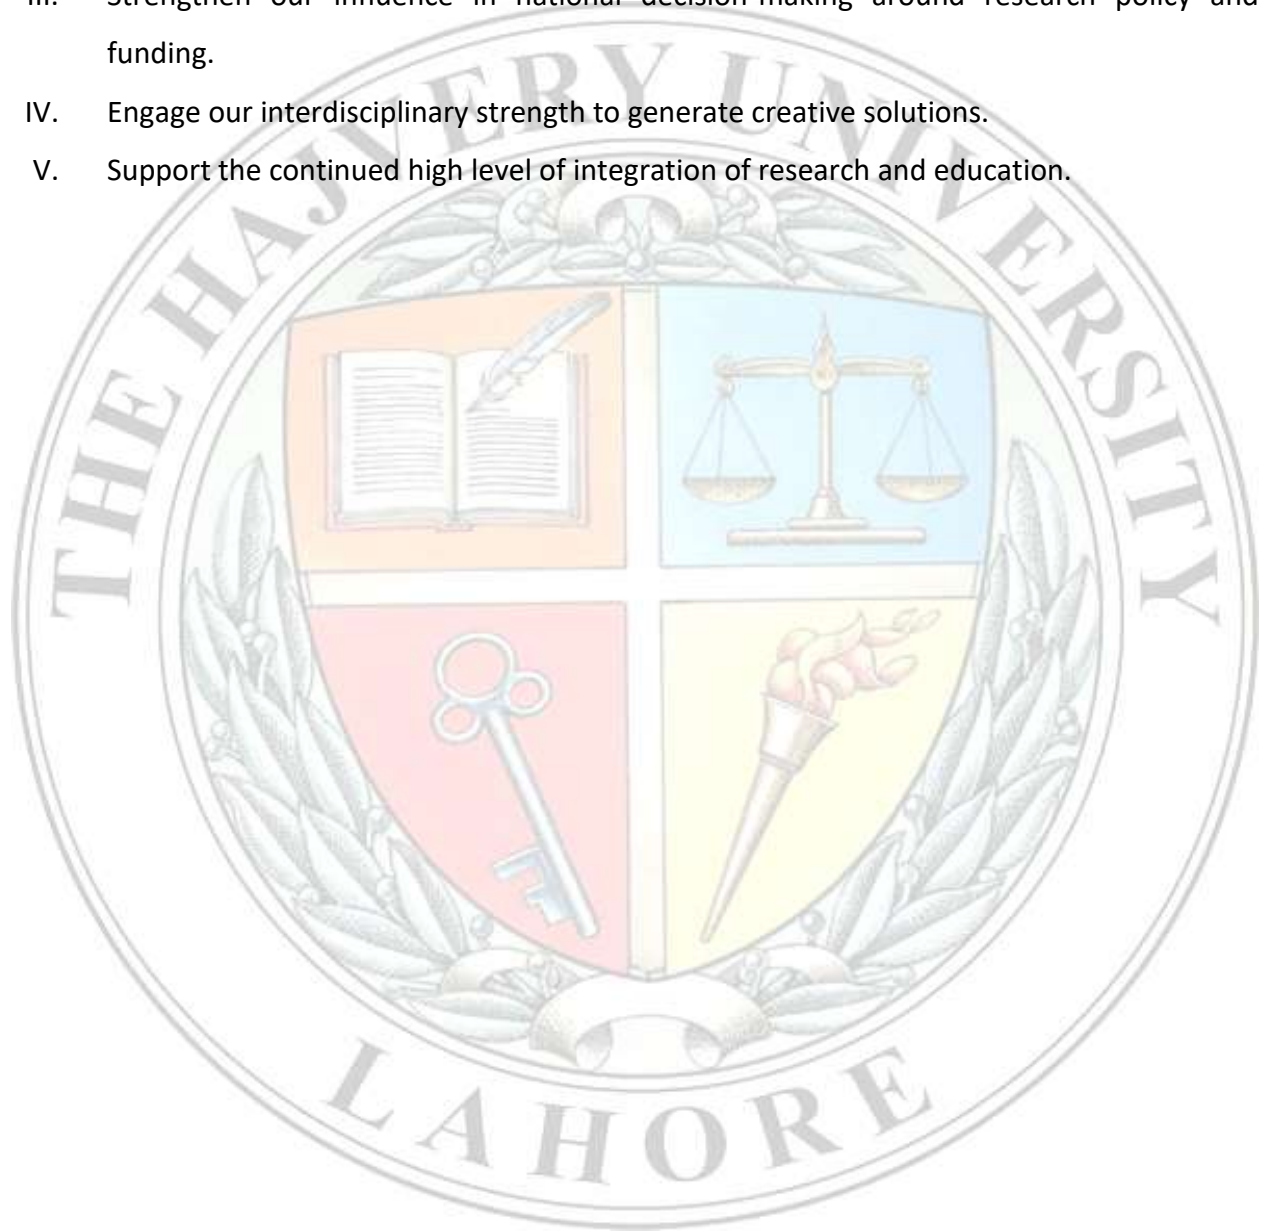 III. Strengthen our influence in national decision-making around research policy and
funding.
IV. Engage our interdisciplinary strength to generate creative solutions.
V. Support the continued high level of integration of research and education.
THE HAJVERY UNIVERSITY
LAHORE